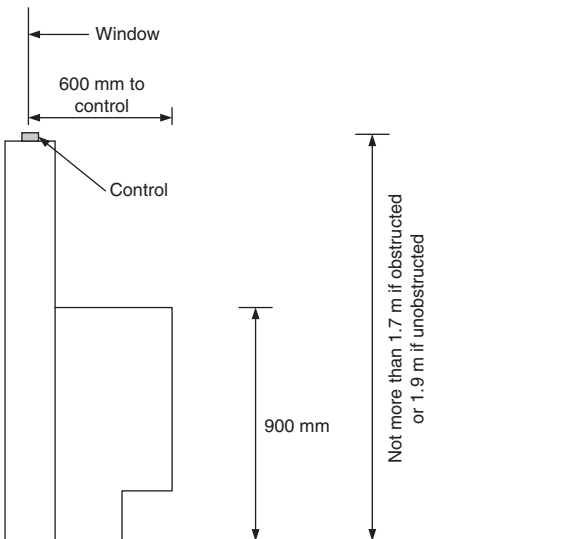 Window
600 mm to
control
Control
900 mm
Not more than 1.7 m if obstructed
or 1.9 m if unobstructed